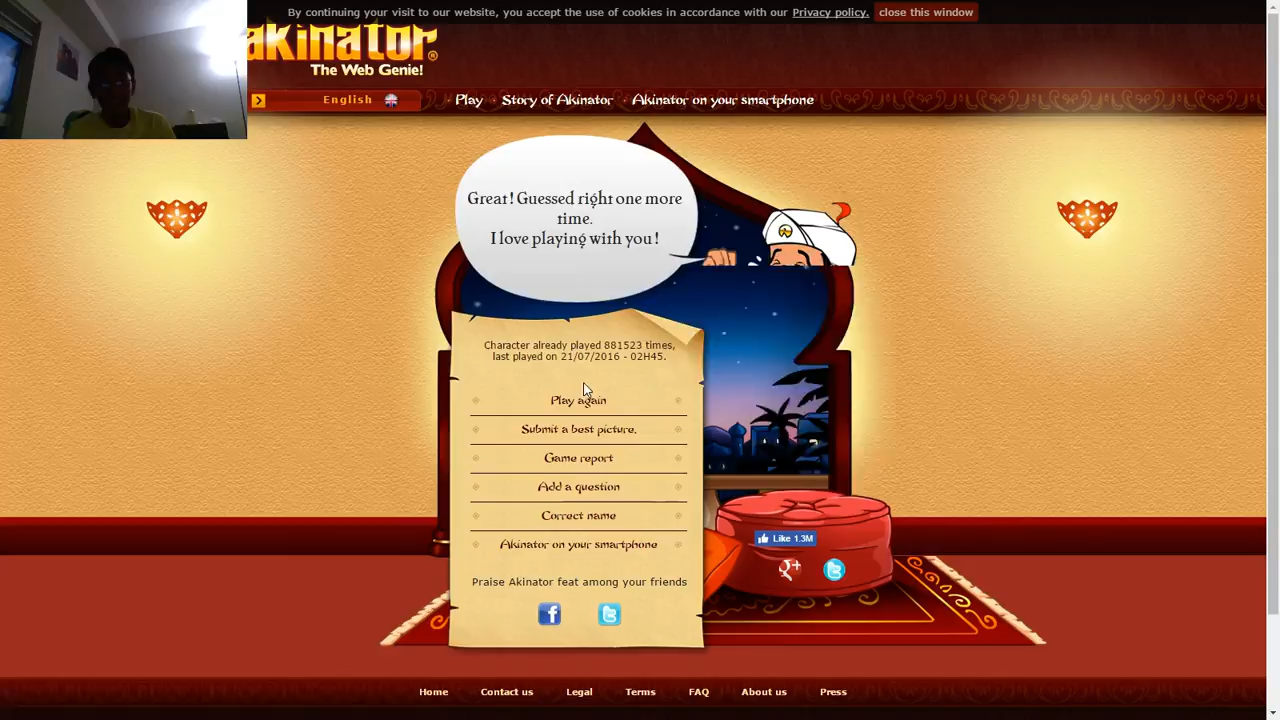 By continuing your visit to our website, you accept the use of cookies in accordance with our Privacy policy. close this window
akinator®
The Web Genie!
English
Play · Story of Akinator · Akinator on your smartphone
Great! Guessed right one more
time.
I love playing with you!
Character already played 881523 times,
last played on 21/07/2016 - 02H45.
Play again
Submit a best picture.
Game report
Add a question
Correct name
Akinator on your smartphone
Like 1.3M
g+
Praise Akinator feat among your friends
f
Home Contact us Legal Terms FAQ About us Press